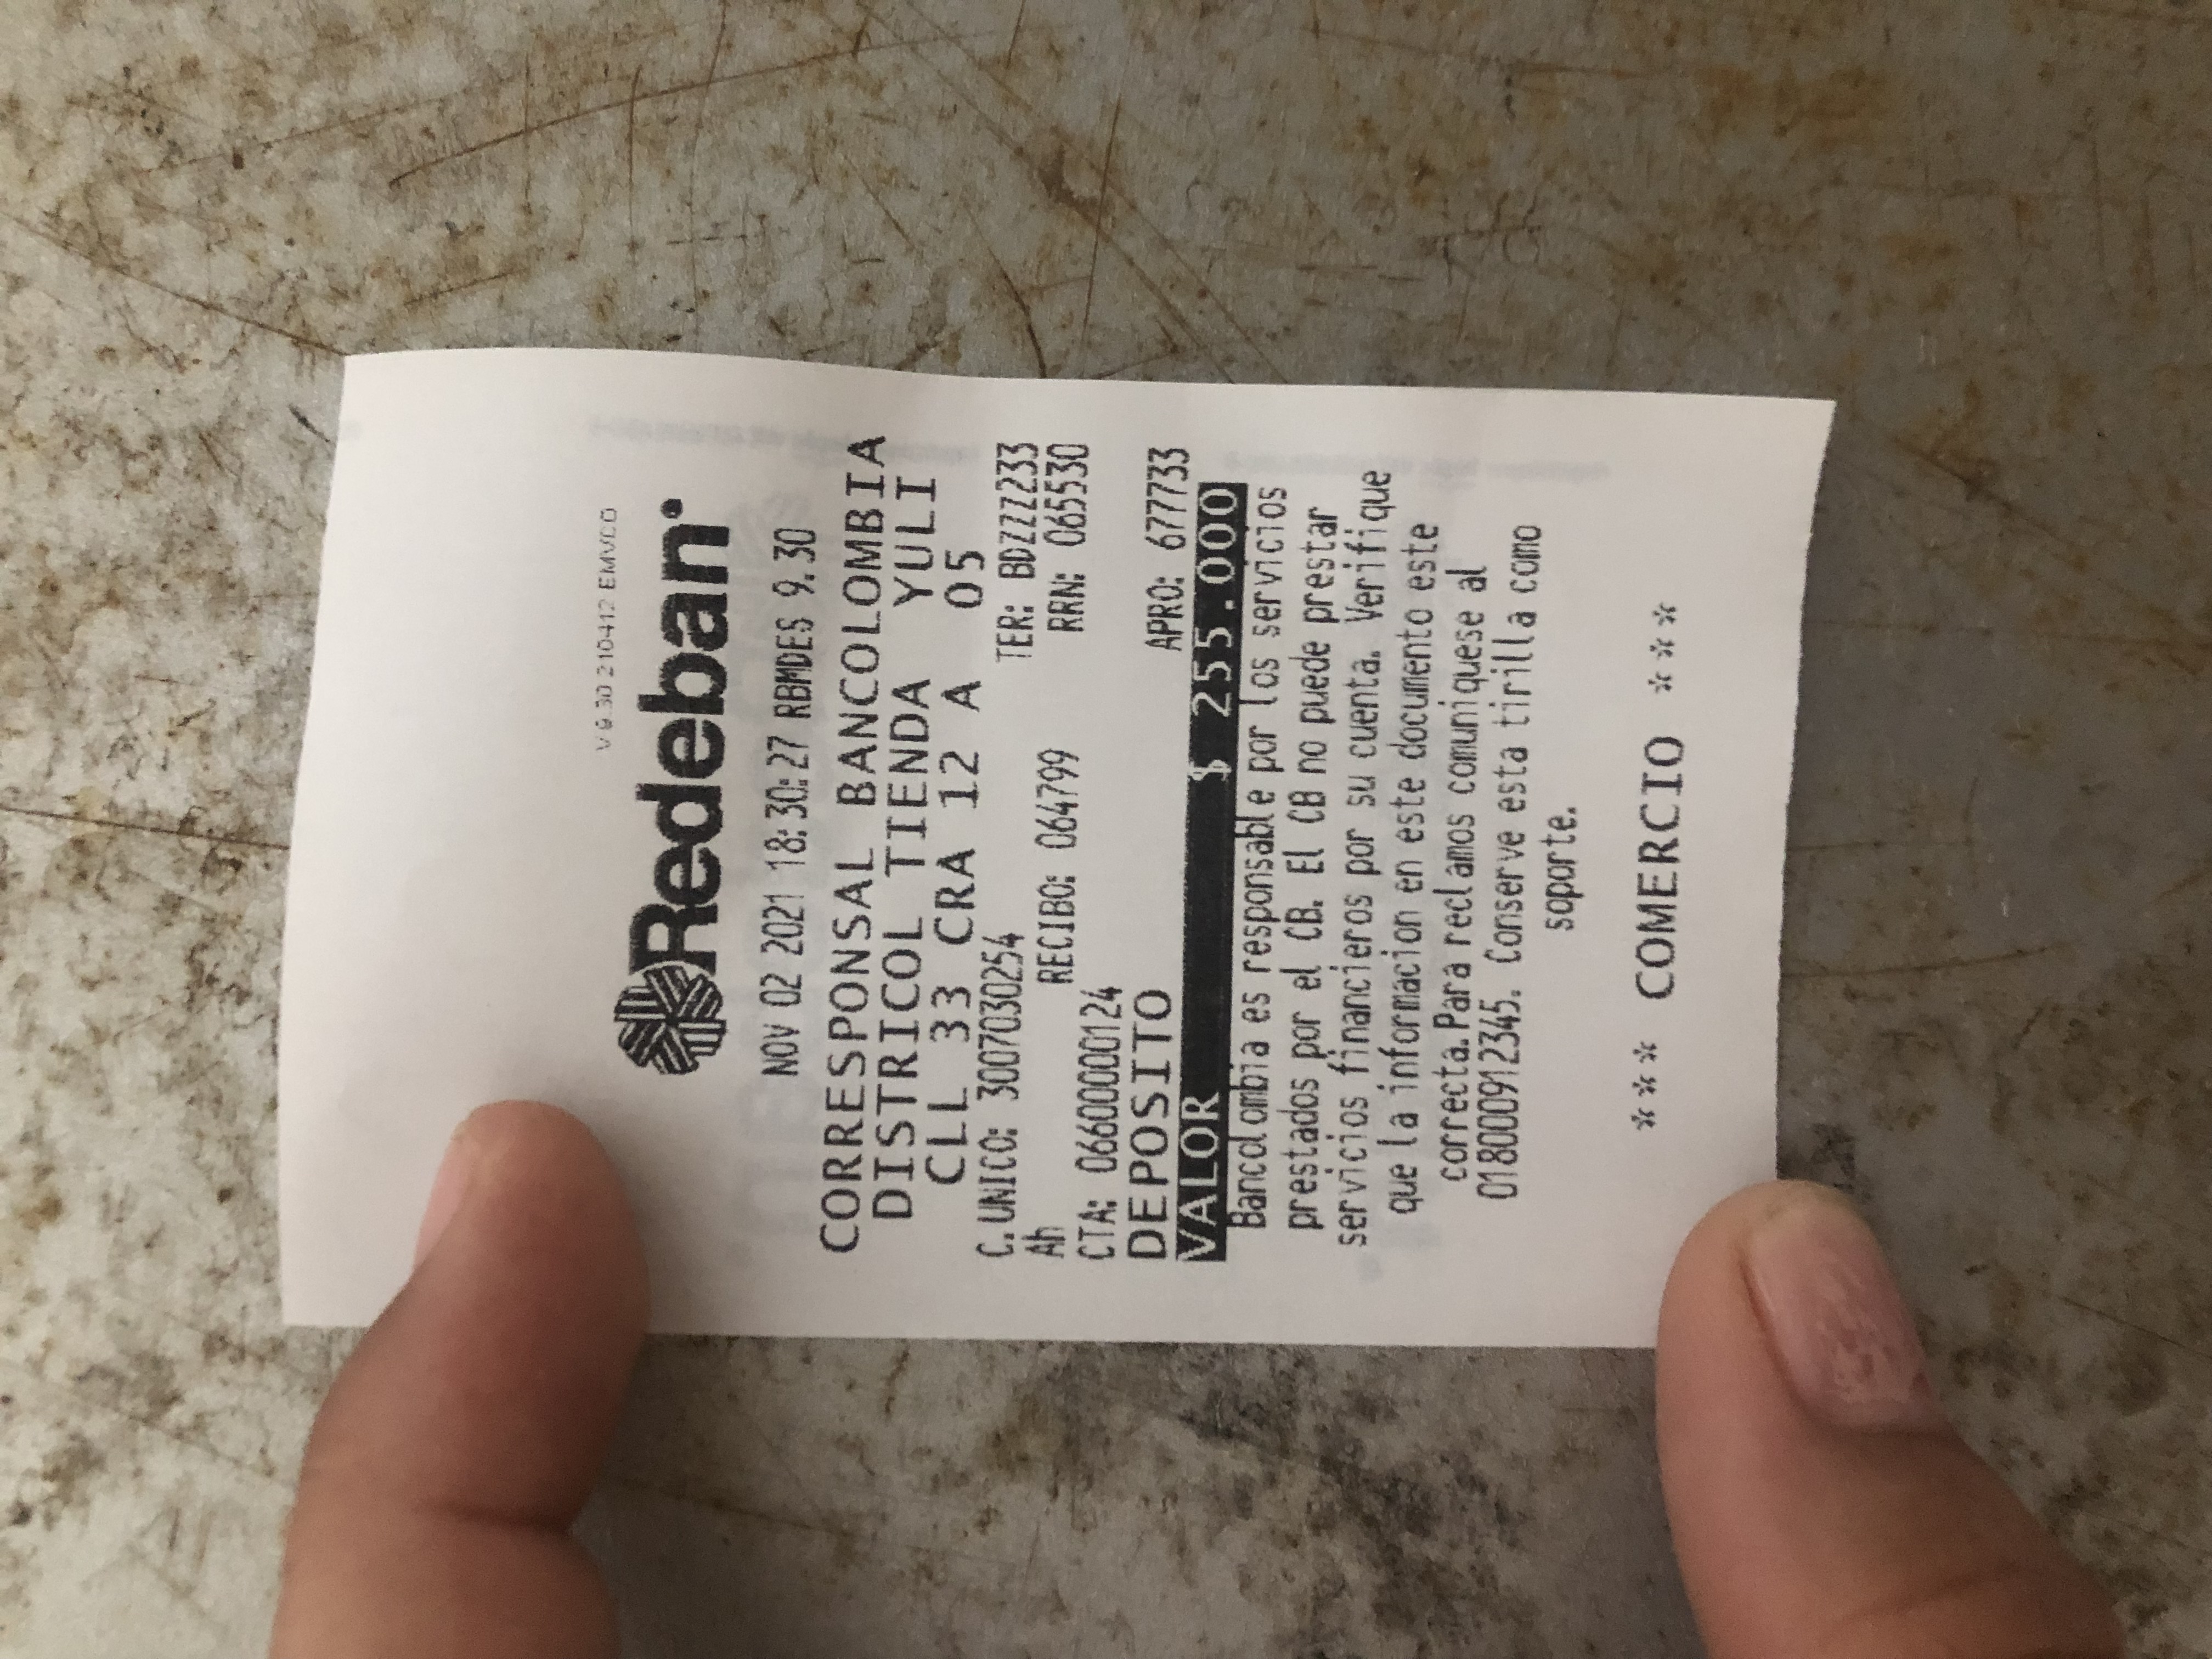 V 9.30 210412 EMVCO
Redeban
NOV 02 2021 18:30:27 RBMDES 9.30
CORRESPONSAL BANCOLOMBIA
DISTRICOL TIENDA YULI
CLL 33 CRA 12 A 05
C.UNICO: 3007030254 TER: BDZZZ233
Ah RECIBO: 064799 RRN: 065530
CTA: 06600000124
DEPOSITO APRO: 677733
VALOR $ 255.000
Bancolombia es responsable por los servicios
prestados por el CB. El CB no puede prestar
servicios financieros por su cuenta. Verifique
que la informacion en este documento este
correcta.Para reclamos comuniquese al
018000912345. Conserve esta tirilla como
soporte.
*** COMERCIO ***